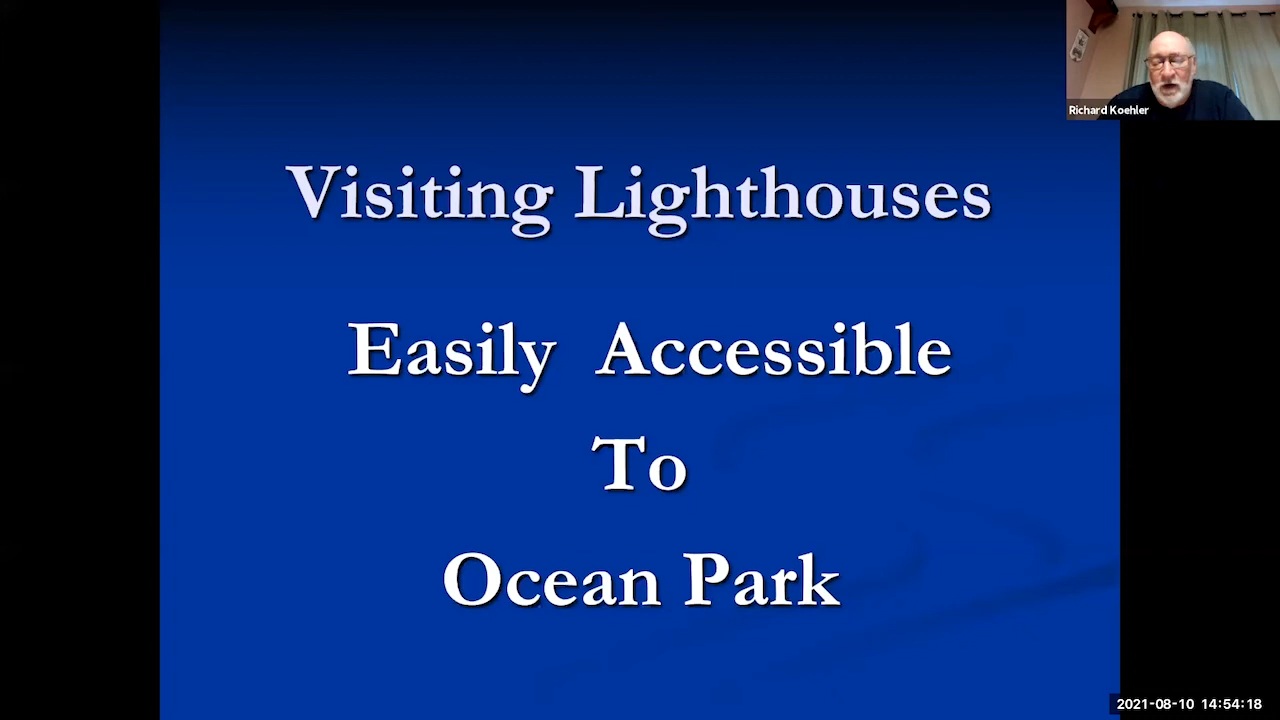 Richard Koehler
Visiting Lighthouses
Easily Accessible
To
Ocean Park
2021-08-10 14:54:18